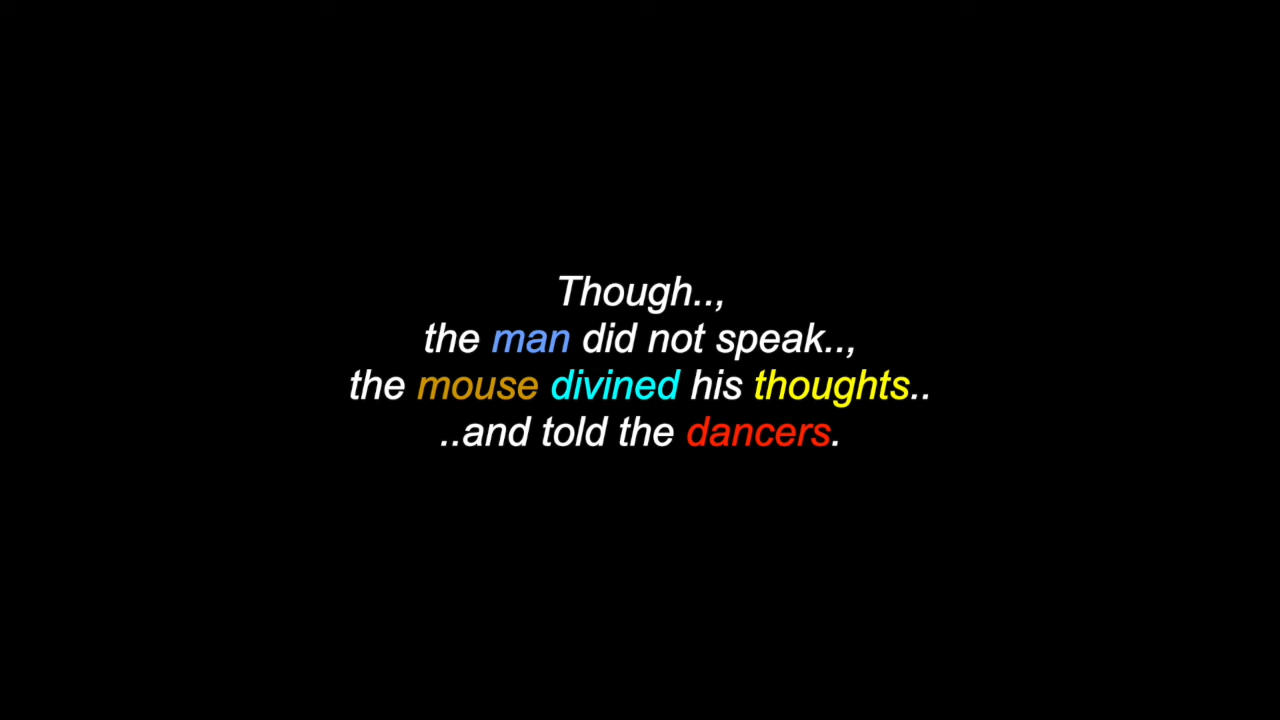 Though..,
the man did not speak..,
the mouse divined his thoughts..
..and told the dancers.